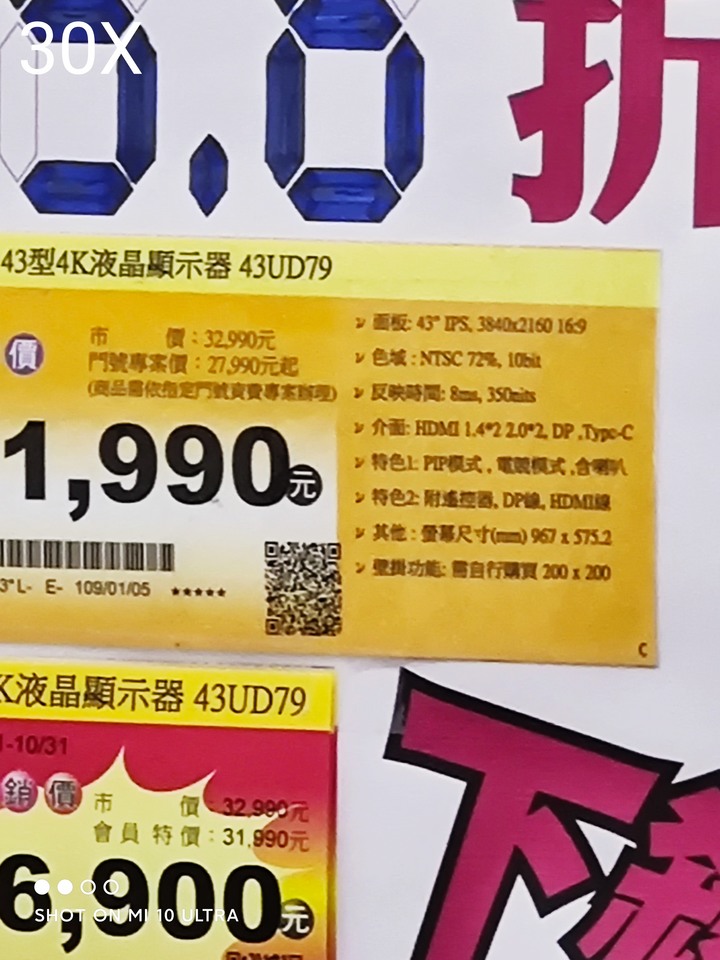 30X
.8折
43型4K液晶顯示器 43UD79
價
市 價：32,990元
門號專案價：27,990元起
(商品需依指定門號資費專案辦理)
1,990元
3"L- E- 109/01/05 *****
面板: 43" IPS, 3840x2160 16:9
色域 : NTSC 72%, 10bit
反映時間: 8ms, 350nits
介面: HDMI 1.4*2 2.0*2, DP ,Type-C
特色1: PIP模式 , 電競模式 ,含喇叭
特色2: 附遙控器, DP線, HDMI線
其他 : 螢幕尺寸(mm) 967 x 575.2
壁掛功能: 需自行購買 200 x 200
C
K液晶顯示器 43UD79
-10/31
銷價
市 價：32,990元
會員特價：31,990元
6,900元
下
SHOT ON MI 10 ULTRA